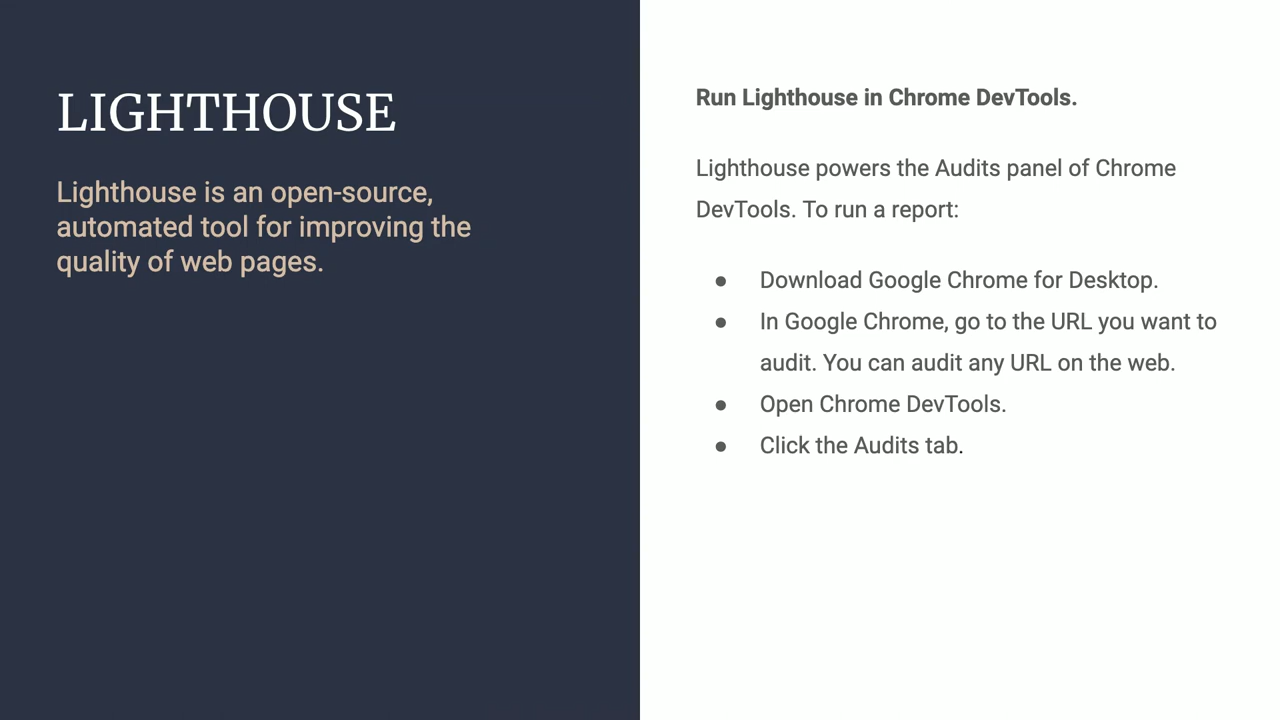 LIGHTHOUSE
Lighthouse is an open-source,
automated tool for improving the
quality of web pages.
Run Lighthouse in Chrome DevTools.
Lighthouse powers the Audits panel of Chrome
DevTools. To run a report:
● Download Google Chrome for Desktop.
● In Google Chrome, go to the URL you want to
audit. You can audit any URL on the web.
● Open Chrome DevTools.
● Click the Audits tab.